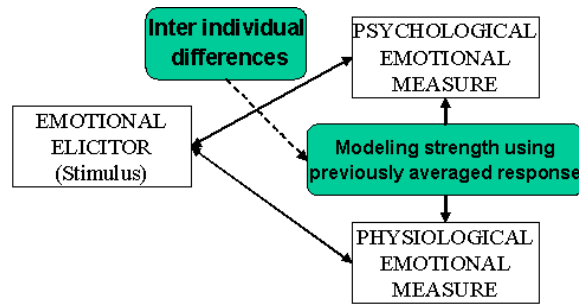 Inter individual
differences
PSYCHOLOGICAL
EMOTIONAL
MEASURE
EMOTIONAL
ELICITOR
(Stimulus)
Modeling strength using
previously averaged response
PHYSIOLOGICAL
EMOTIONAL
MEASURE